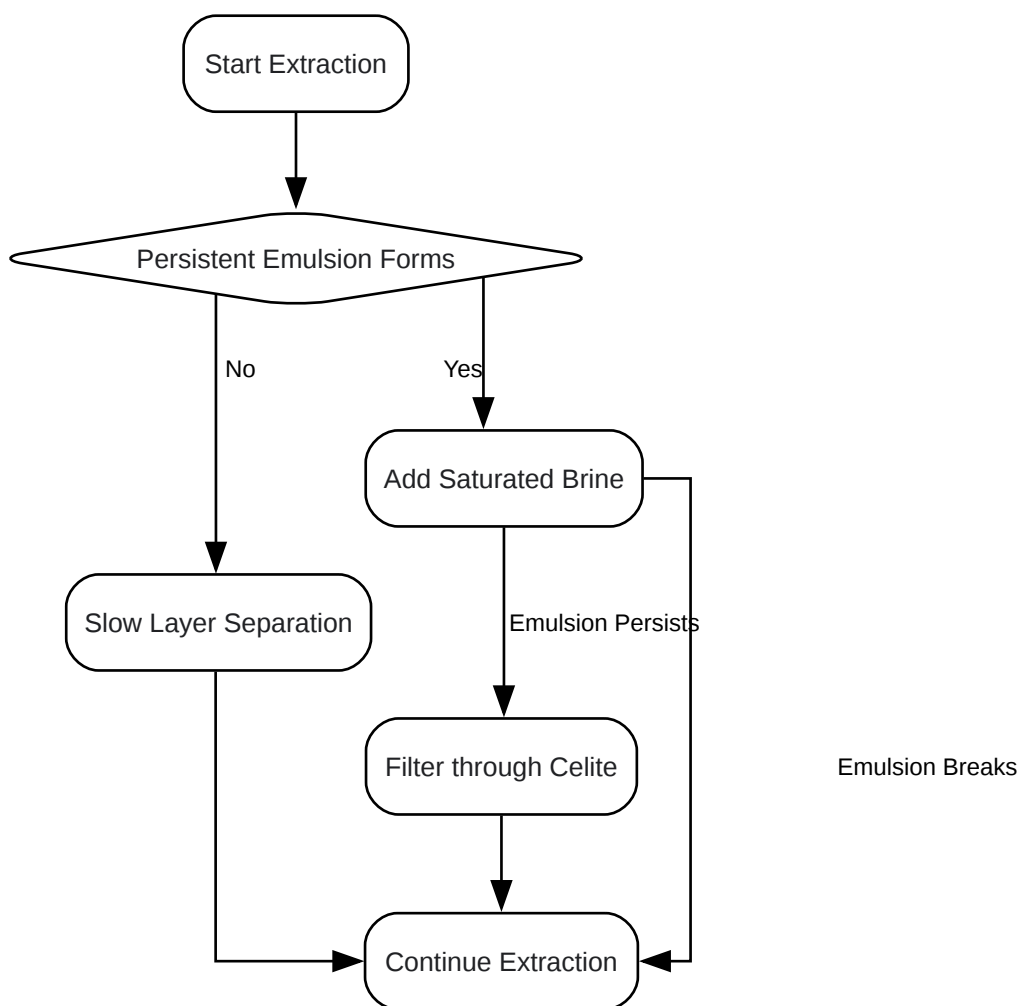 Start Extraction
Persistent Emulsion Forms
No
Yes
Add Saturated Brine
Slow Layer Separation
Emulsion Persists
Filter through Celite
Emulsion Breaks
Continue Extraction